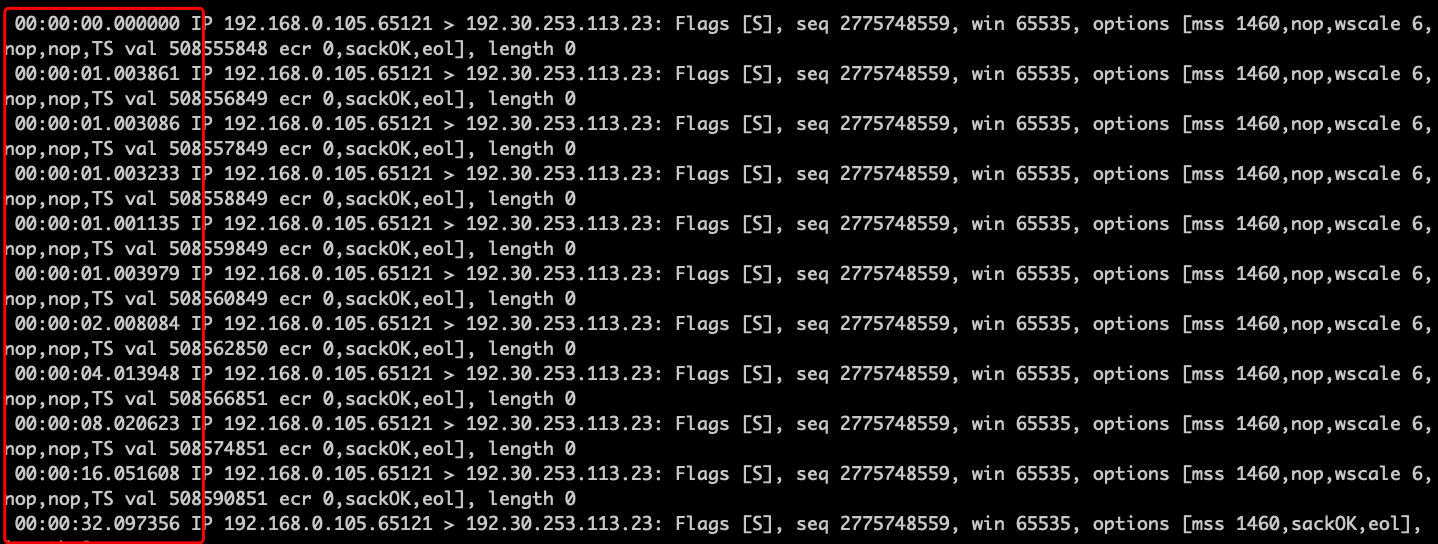 00:00:00.000000 IP 192.168.0.105.65121 > 192.30.253.113.23: Flags [S], seq 2775748559, win 65535, options [mss 1460,nop,wscale 6,
nop,nop,TS val 508555848 ecr 0,sackOK,eol], length 0
00:00:01.003861 IP 192.168.0.105.65121 > 192.30.253.113.23: Flags [S], seq 2775748559, win 65535, options [mss 1460,nop,wscale 6,
nop,nop,TS val 508556849 ecr 0,sackOK,eol], length 0
00:00:01.003086 IP 192.168.0.105.65121 > 192.30.253.113.23: Flags [S], seq 2775748559, win 65535, options [mss 1460,nop,wscale 6,
nop,nop,TS val 508557849 ecr 0,sackOK,eol], length 0
00:00:01.003233 IP 192.168.0.105.65121 > 192.30.253.113.23: Flags [S], seq 2775748559, win 65535, options [mss 1460,nop,wscale 6,
nop,nop,TS val 508558849 ecr 0,sackOK,eol], length 0
00:00:01.001135 IP 192.168.0.105.65121 > 192.30.253.113.23: Flags [S], seq 2775748559, win 65535, options [mss 1460,nop,wscale 6,
nop,nop,TS val 508559849 ecr 0,sackOK,eol], length 0
00:00:01.003979 IP 192.168.0.105.65121 > 192.30.253.113.23: Flags [S], seq 2775748559, win 65535, options [mss 1460,nop,wscale 6,
nop,nop,TS val 508560849 ecr 0,sackOK,eol], length 0
00:00:02.008084 IP 192.168.0.105.65121 > 192.30.253.113.23: Flags [S], seq 2775748559, win 65535, options [mss 1460,nop,wscale 6,
nop,nop,TS val 508562850 ecr 0,sackOK,eol], length 0
00:00:04.013948 IP 192.168.0.105.65121 > 192.30.253.113.23: Flags [S], seq 2775748559, win 65535, options [mss 1460,nop,wscale 6,
nop,nop,TS val 508566851 ecr 0,sackOK,eol], length 0
00:00:08.020623 IP 192.168.0.105.65121 > 192.30.253.113.23: Flags [S], seq 2775748559, win 65535, options [mss 1460,nop,wscale 6,
nop,nop,TS val 508574851 ecr 0,sackOK,eol], length 0
00:00:16.051608 IP 192.168.0.105.65121 > 192.30.253.113.23: Flags [S], seq 2775748559, win 65535, options [mss 1460,nop,wscale 6,
nop,nop,TS val 508590851 ecr 0,sackOK,eol], length 0
00:00:32.097356 IP 192.168.0.105.65121 > 192.30.253.113.23: Flags [S], seq 2775748559, win 65535, options [mss 1460,sackOK,eol],